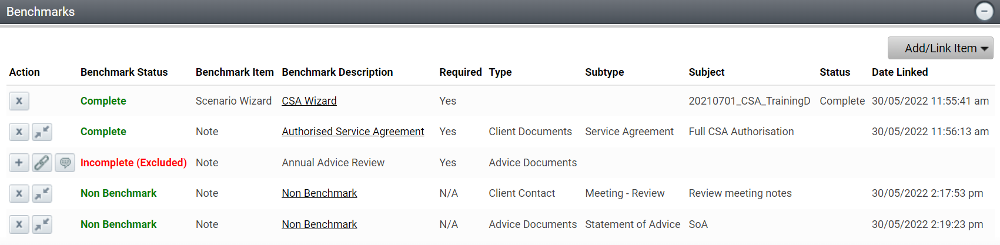 Benchmarks
Add/Link Item
Action Benchmark Status Benchmark Item Benchmark Description Required Type Subtype Subject Status Date Linked
x Complete Scenario Wizard CSA Wizard Yes 20210701_CSA_TrainingD Complete 30/05/2022 11:55:41 am
x Complete Note Authorised Service Agreement Yes Client Documents Service Agreement Full CSA Authorisation 30/05/2022 11:56:13 am
+ Incomplete (Excluded) Note Annual Advice Review Yes Advice Documents
x Non Benchmark Note Non Benchmark N/A Client Contact Meeting - Review Review meeting notes 30/05/2022 2:17:53 pm
x Non Benchmark Note Non Benchmark N/A Advice Documents Statement of Advice SoA 30/05/2022 2:19:23 pm